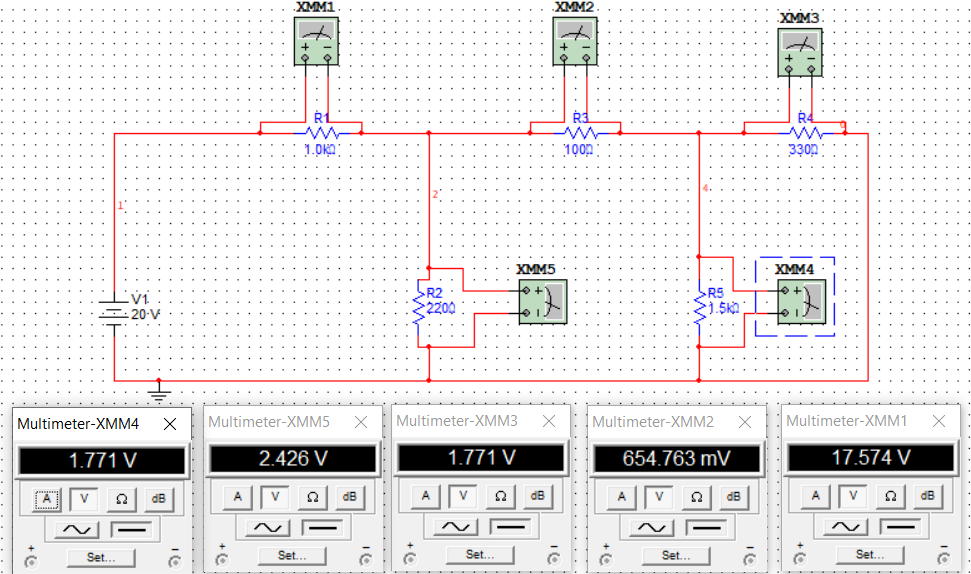 XMM1
XMM2
XMM3
R1
R3
R4
0
1.0kΩ
100Ω
330Ω
1
2
4
XMM5
XMM4
V1
20 V
R2
220Ω
R5
1.5kΩ
Multimeter-XMM4
Multimeter-XMM5
Multimeter-XMM3
Multimeter-XMM2
Multimeter-XMM1
1.771 V
2.426 V
1.771 V
654.763 mV
17.574 V
A V Ω dB
A V Ω dB
A V Ω dB
A V Ω dB
A V Ω dB
+ Set... −
+ Set... −
+ Set... −
+ Set... −
+ Set... −